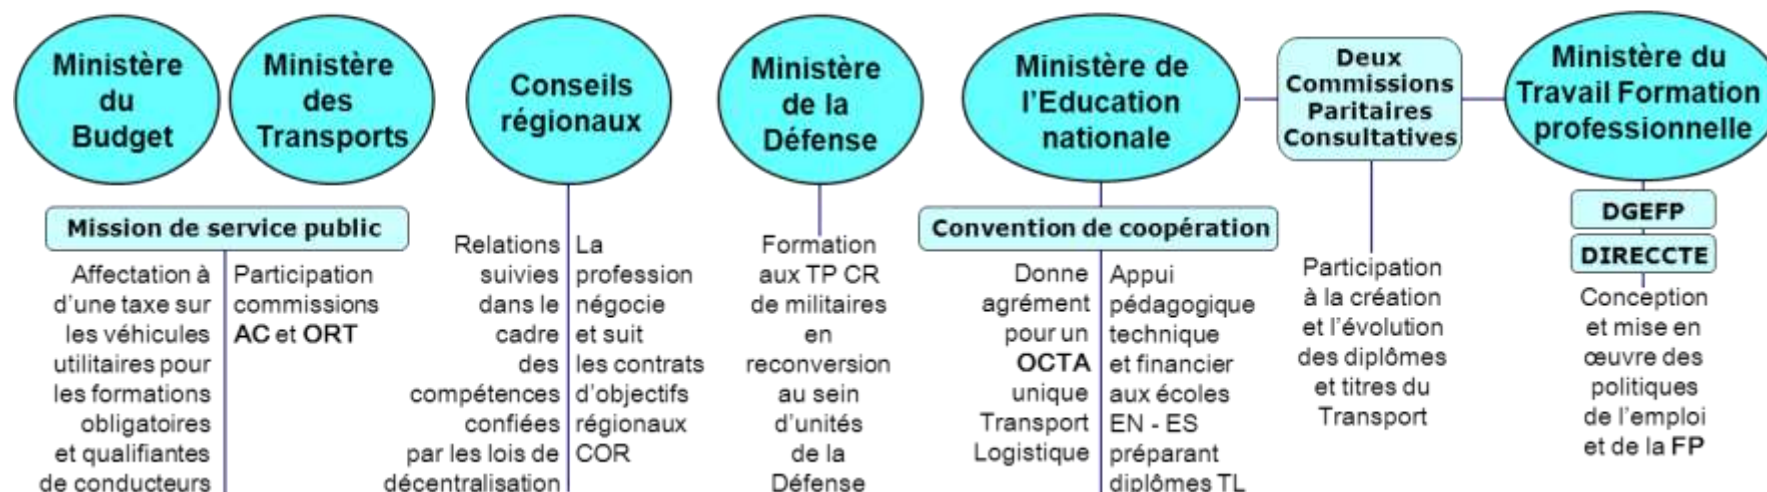 Ministère
du
Budget
Ministère
des
Transports
Conseils
régionaux
Ministère
de la
Défense
Ministère de
l'Education
nationale
Deux
Commissions
Paritaires
Consultatives
Ministère du
Travail Formation
professionnelle
Mission de service public
Affectation à
d'une taxe sur
les véhicules
utilitaires pour
les formations
obligatoires
et qualifiantes
de conducteurs
Participation
commissions
AC et ORT
Relations
suivies
dans le
cadre
des
compétences
confiées
par les lois de
décentralisation
La
profession
négocie
et suit
les contrats
d'objectifs
régionaux
COR
Formation
aux TP CR
de militaires
en
reconversion
au sein
d'unités
de la
Défense
Convention de coopération
Donne
agrément
pour un
OCTA
unique
Transport
Logistique
Appui
pédagogique
technique
et financier
aux écoles
EN - ES
préparant
diplômes TL
Participation
à la création
et l'évolution
des diplômes
et titres du
Transport
DGEFP
DIRECCTE
Conception
et mise en
œuvre des
politiques
de l'emploi
et de la FP